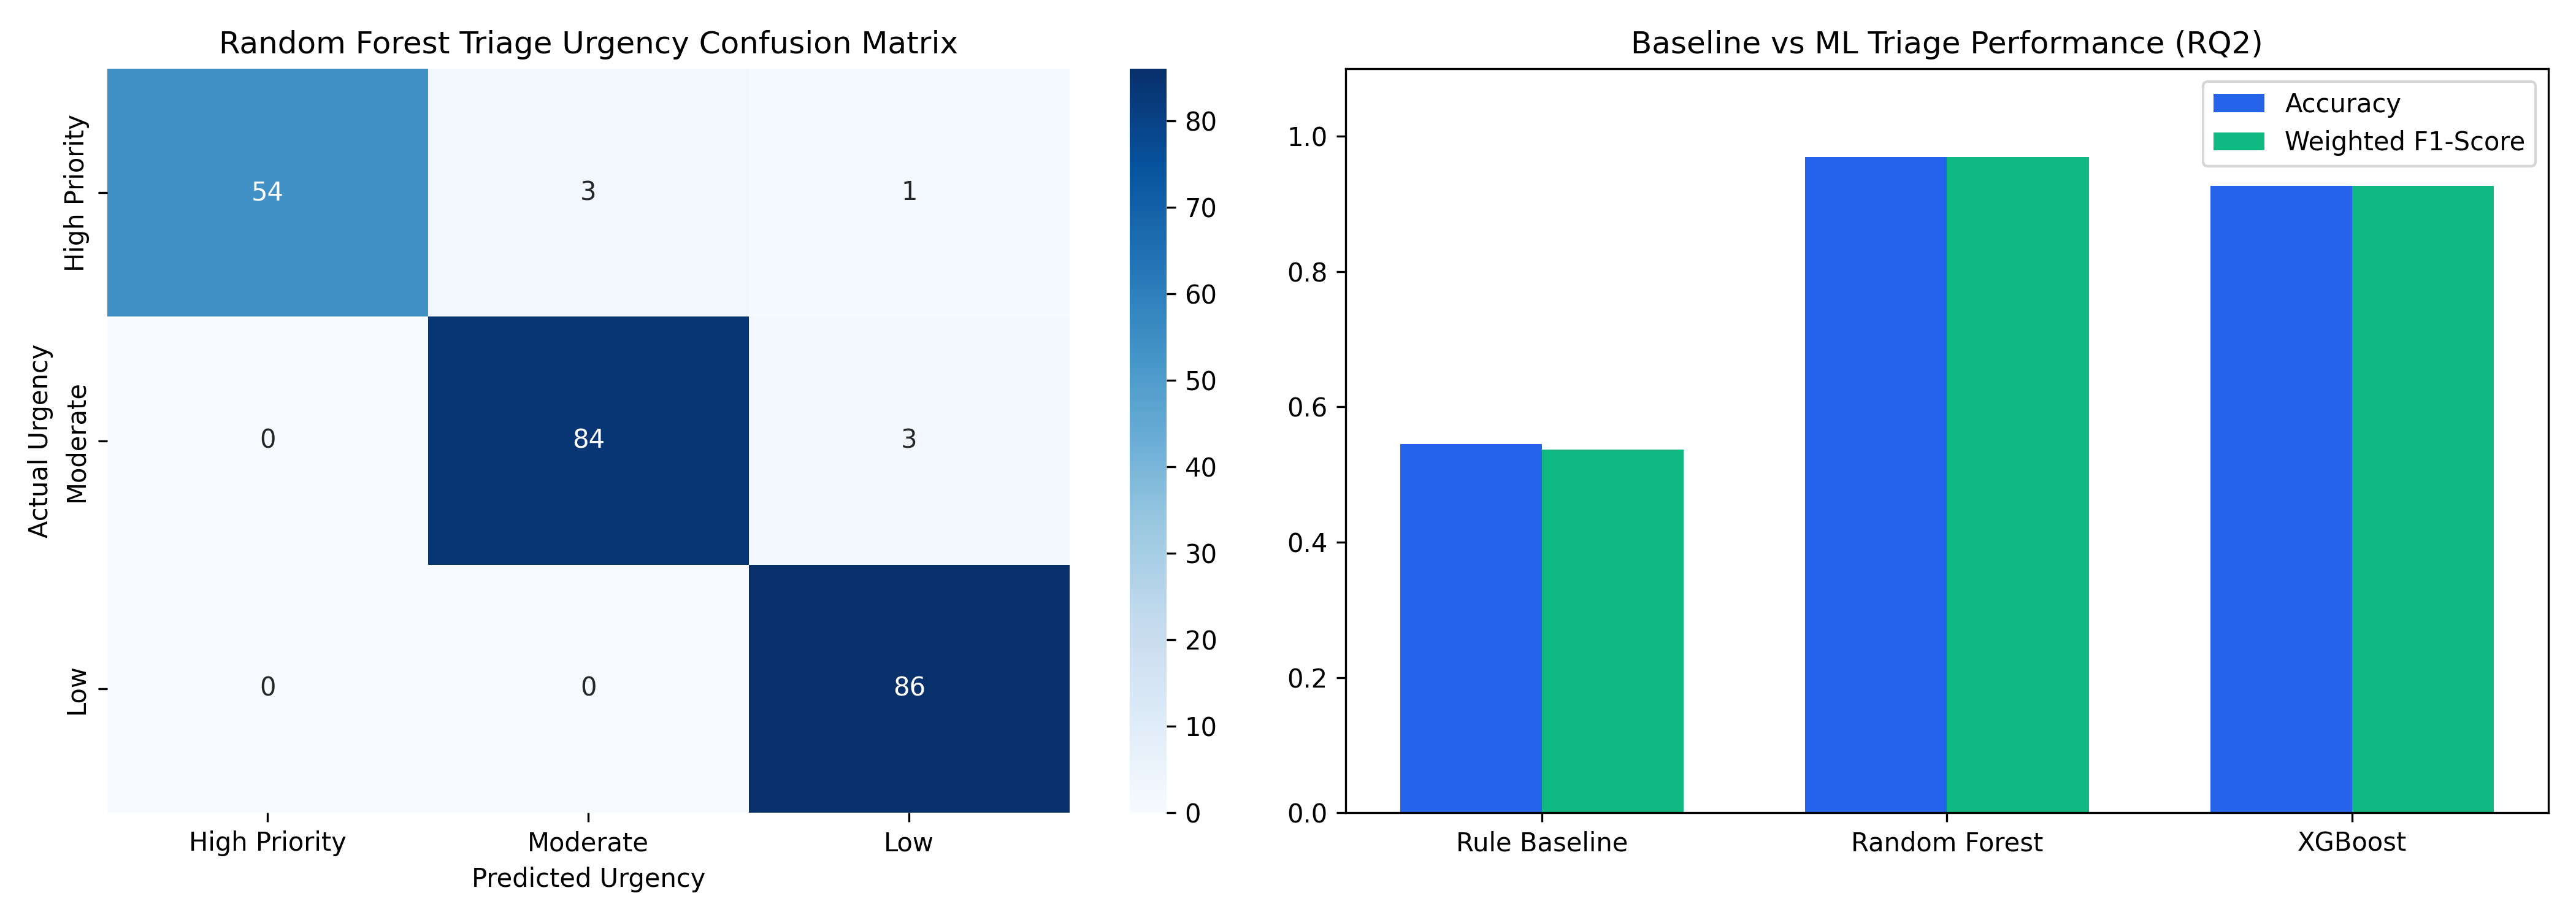 Random Forest Triage Urgency Confusion Matrix
Actual Urgency
High Priority
Moderate
Low
54 3 1
0 84 3
0 0 86
High Priority Moderate Low
Predicted Urgency
80
70
60
50
40
30
20
10
0
Baseline vs ML Triage Performance (RQ2)
Accuracy
Weighted F1-Score
1.0
0.8
0.6
0.4
0.2
0.0
Rule Baseline Random Forest XGBoost